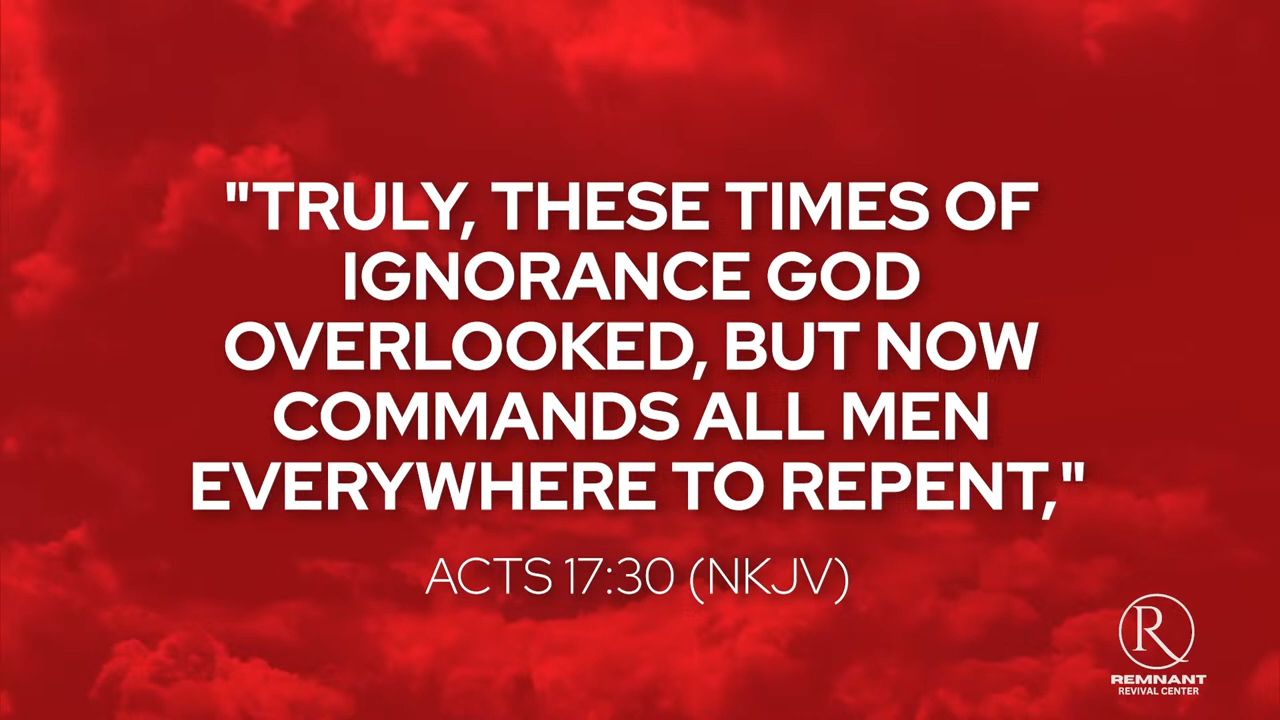 "TRULY, THESE TIMES OF
IGNORANCE GOD
OVERLOOKED, BUT NOW
COMMANDS ALL MEN
EVERYWHERE TO REPENT,"
ACTS 17:30 (NKJV)
R
REMNANT
REVIVAL CENTER